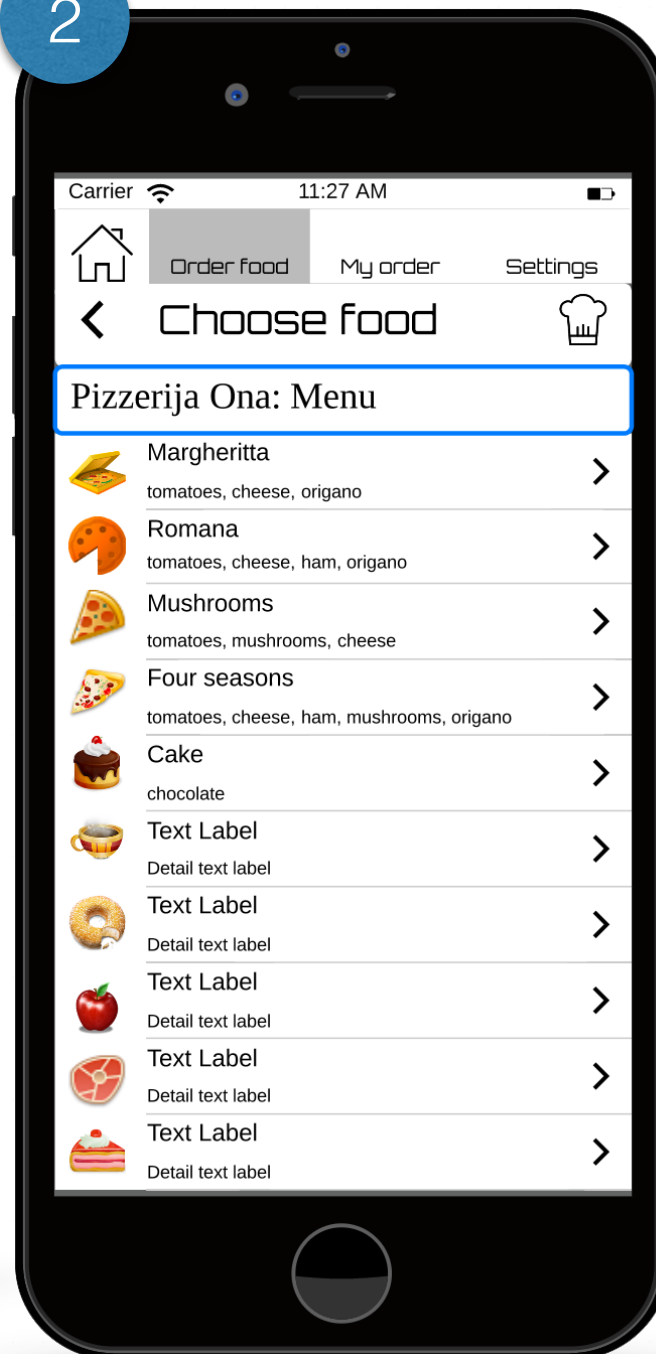 2
Carrier 11:27 AM
Order food My order Settings
Choose food
Pizzerija Ona: Menu
Margheritta
tomatoes, cheese, origano
Romana
tomatoes, cheese, ham, origano
Mushrooms
tomatoes, mushrooms, cheese
Four seasons
tomatoes, cheese, ham, mushrooms, origano
Cake
chocolate
Text Label
Detail text label
Text Label
Detail text label
Text Label
Detail text label
Text Label
Detail text label
Text Label
Detail text label